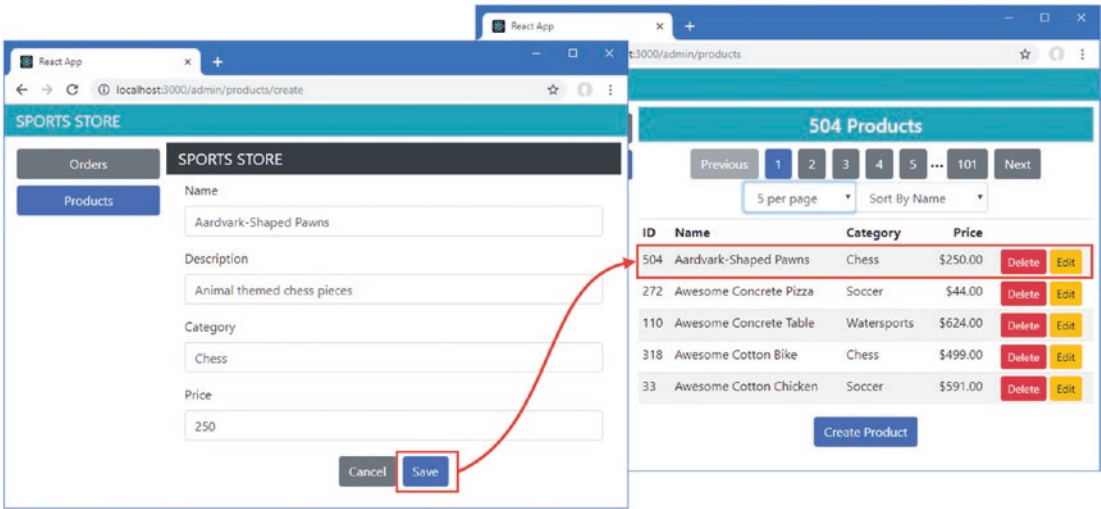 React App
localhost:3000/admin/products/create
SPORTS STORE
Orders
Products
SPORTS STORE
Name
Aardvark-Shaped Pawns
Description
Animal themed chess pieces
Category
Chess
Price
250
Cancel Save
React App
t:3000/admin/products
504 Products
Previous 1 2 3 4 5 ... 101 Next
5 per page Sort By Name
ID Name Category Price
504 Aardvark-Shaped Pawns Chess $250.00 Delete Edit
272 Awesome Concrete Pizza Soccer $44.00 Delete Edit
110 Awesome Concrete Table Watersports $624.00 Delete Edit
318 Awesome Cotton Bike Chess $499.00 Delete Edit
33 Awesome Cotton Chicken Soccer $591.00 Delete Edit
Create Product